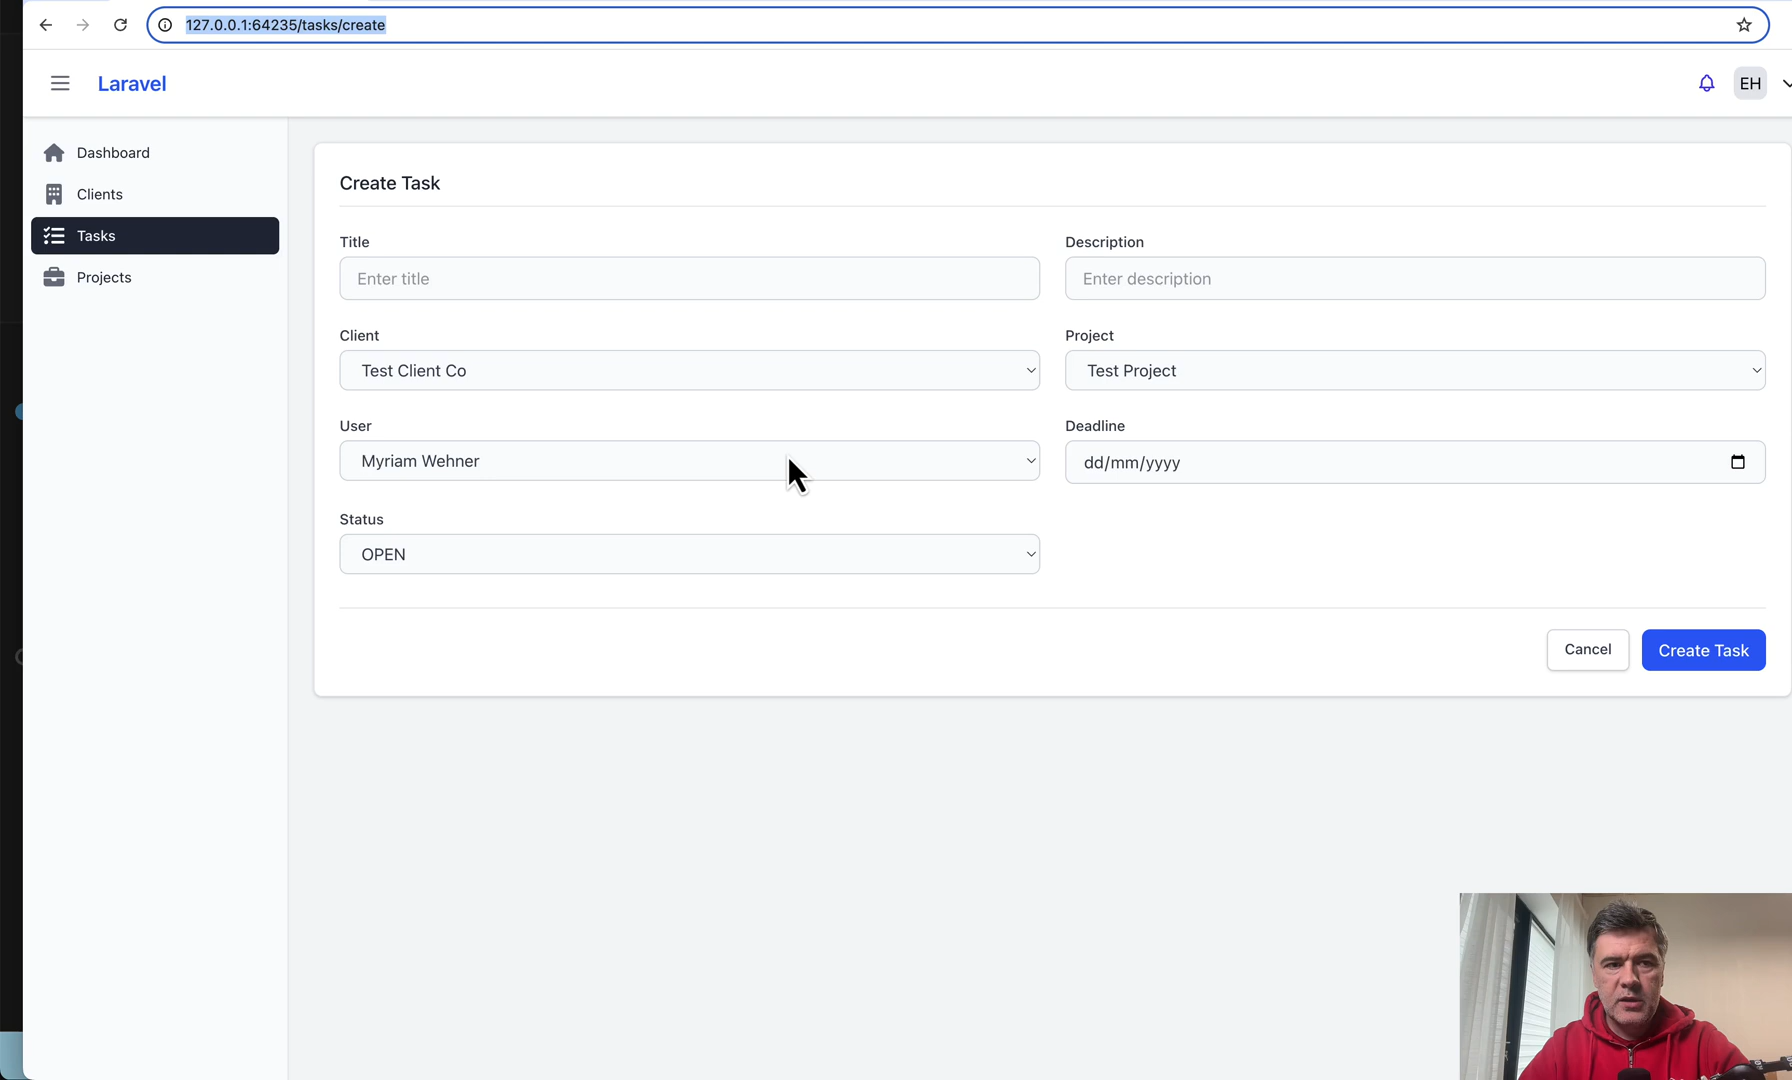 127.0.0.1:64235/tasks/create
Laravel
EH
Dashboard
Clients
Tasks
Projects
Create Task
Title
Description
Enter title
Enter description
Client
Project
Test Client Co
Test Project
User
Deadline
Myriam Wehner
dd/mm/yyyy
Status
OPEN
Cancel
Create Task